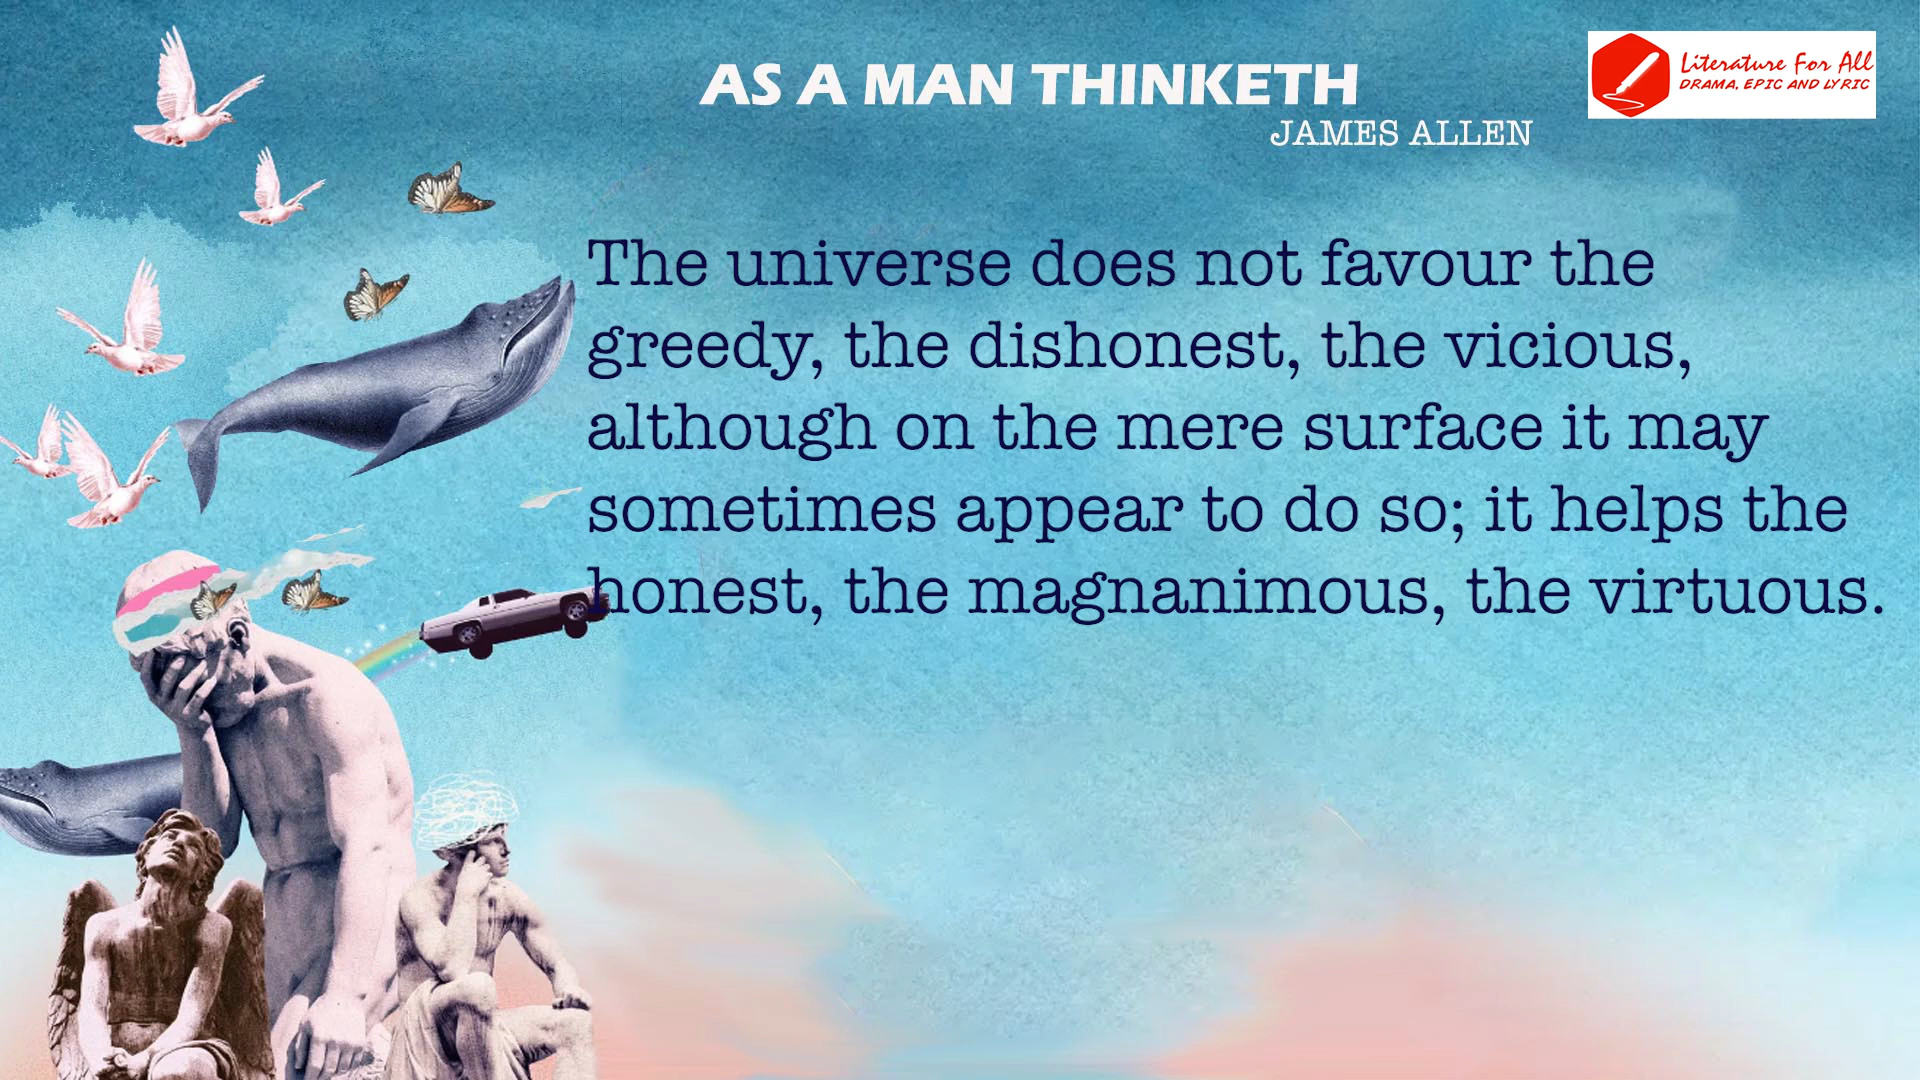 AS A MAN THINKETH
JAMES ALLEN
Literature For All
DRAMA, EPIC AND LYRIC
The universe does not favour the
greedy, the dishonest, the vicious,
although on the mere surface it may
sometimes appear to do so; it helps the
honest, the magnanimous, the virtuous.